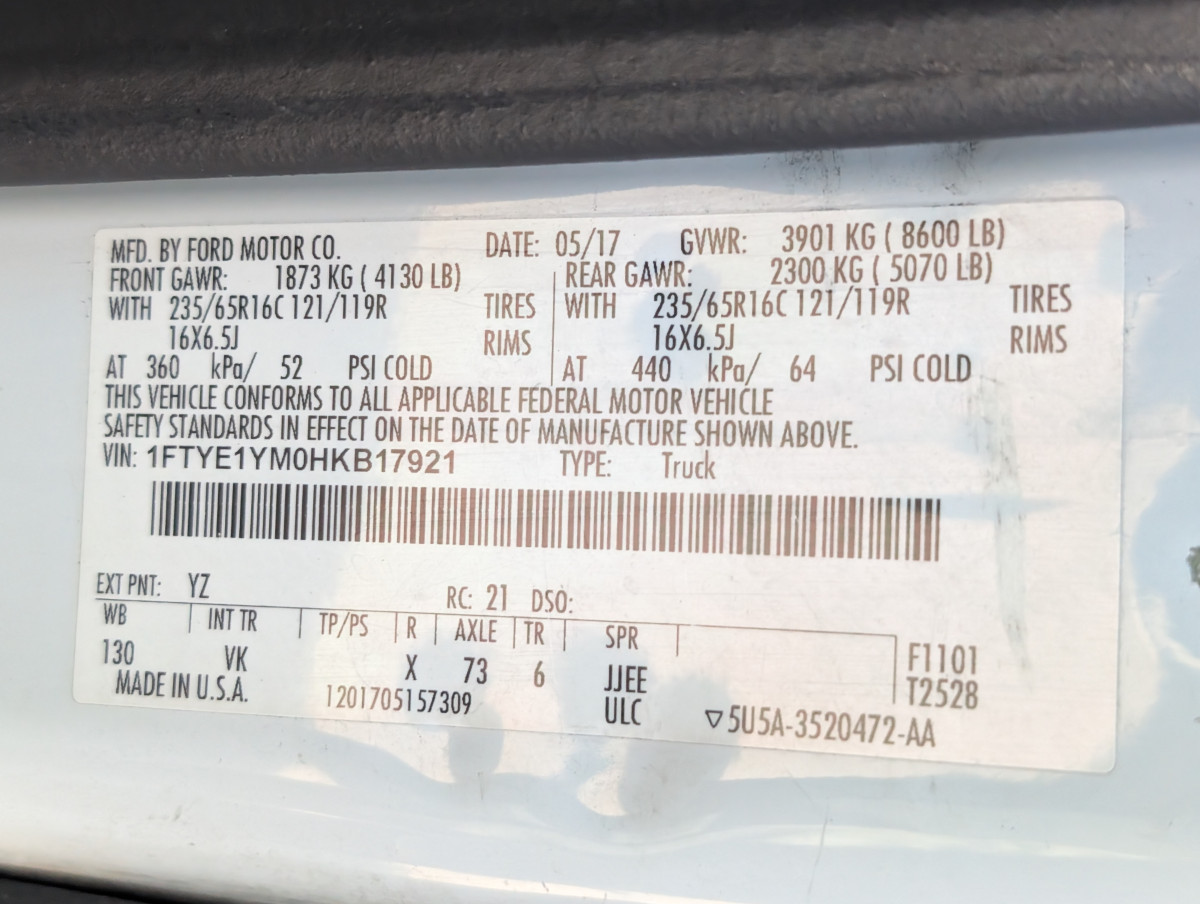 MFD. BY FORD MOTOR CO. DATE: 05/17 GVWR: 3901 KG ( 8600 LB)
FRONT GAWR: 1873 KG ( 4130 LB) REAR GAWR: 2300 KG ( 5070 LB)
WITH 235/65R16C 121/119R TIRES WITH 235/65R16C 121/119R TIRES
16X6.5J RIMS 16X6.5J RIMS
AT 360 kPa/ 52 PSI COLD AT 440 kPa/ 64 PSI COLD
THIS VEHICLE CONFORMS TO ALL APPLICABLE FEDERAL MOTOR VEHICLE
SAFETY STANDARDS IN EFFECT ON THE DATE OF MANUFACTURE SHOWN ABOVE.
VIN: 1FTYE1YM0HKB17921 TYPE: Truck
EXT PNT: YZ RC: 21 DSO:
WB INT TR TP/PS R AXLE TR SPR
130 VK X 73 6 JJEE F1101
MADE IN U.S.A. 1201705157309 ULC T2528
▽5U5A-3520472-AA